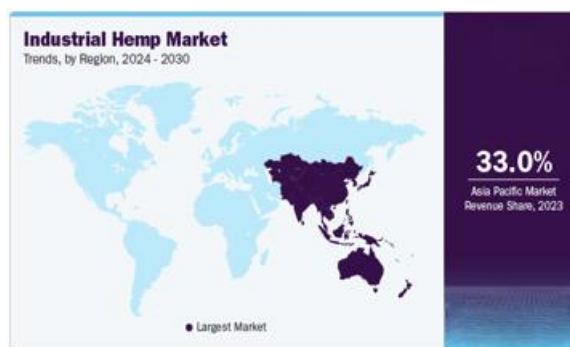 Industrial Hemp Market
Trends, by Region, 2024 - 2030
33.0%
Asia Pacific Market
Revenue Share, 2023
Largest Market